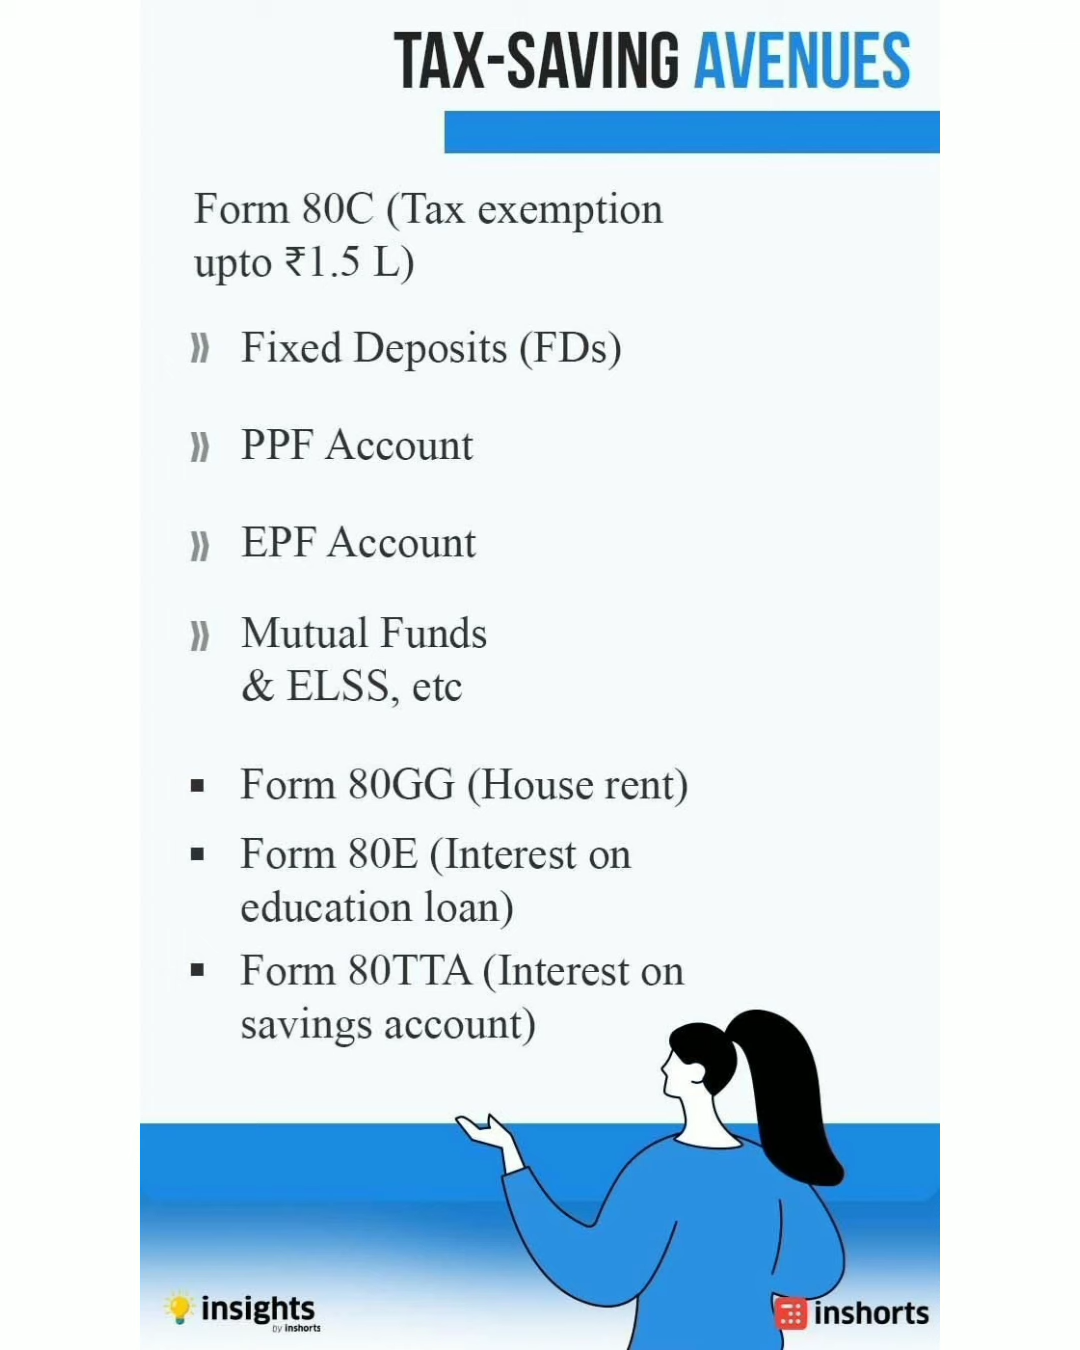 TAX-SAVING AVENUES
Form 80C (Tax exemption
upto ₹1.5 L)
Fixed Deposits (FDs)
PPF Account
EPF Account
Mutual Funds
& ELSS, etc
Form 80GG (House rent)
Form 80E (Interest on
education loan)
Form 80TTA (Interest on
savings account)
insights
by inshorts
inshorts